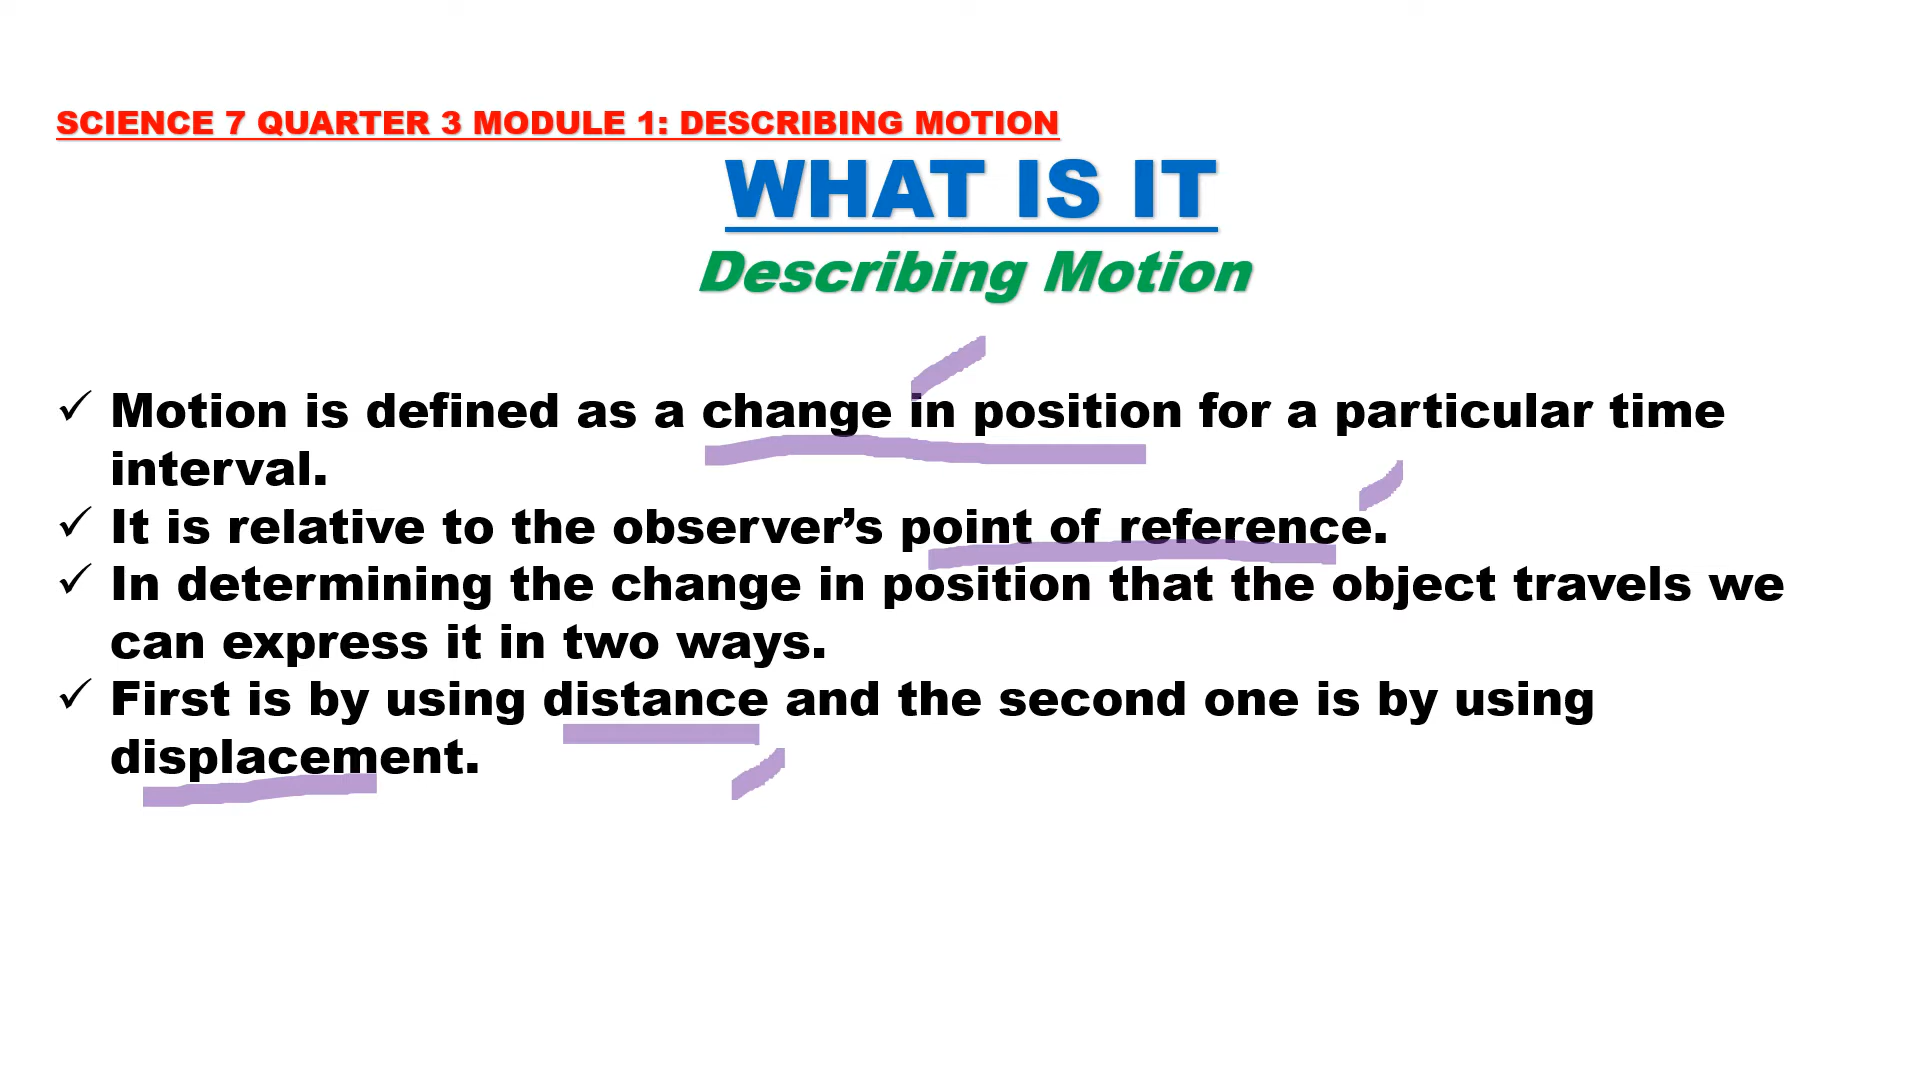 SCIENCE 7 QUARTER 3 MODULE 1: DESCRIBING MOTION
WHAT IS IT
Describing Motion
✓ Motion is defined as a change in position for a particular time
interval.
✓ It is relative to the observer’s point of reference.
✓ In determining the change in position that the object travels we
can express it in two ways.
✓ First is by using distance and the second one is by using
displacement.